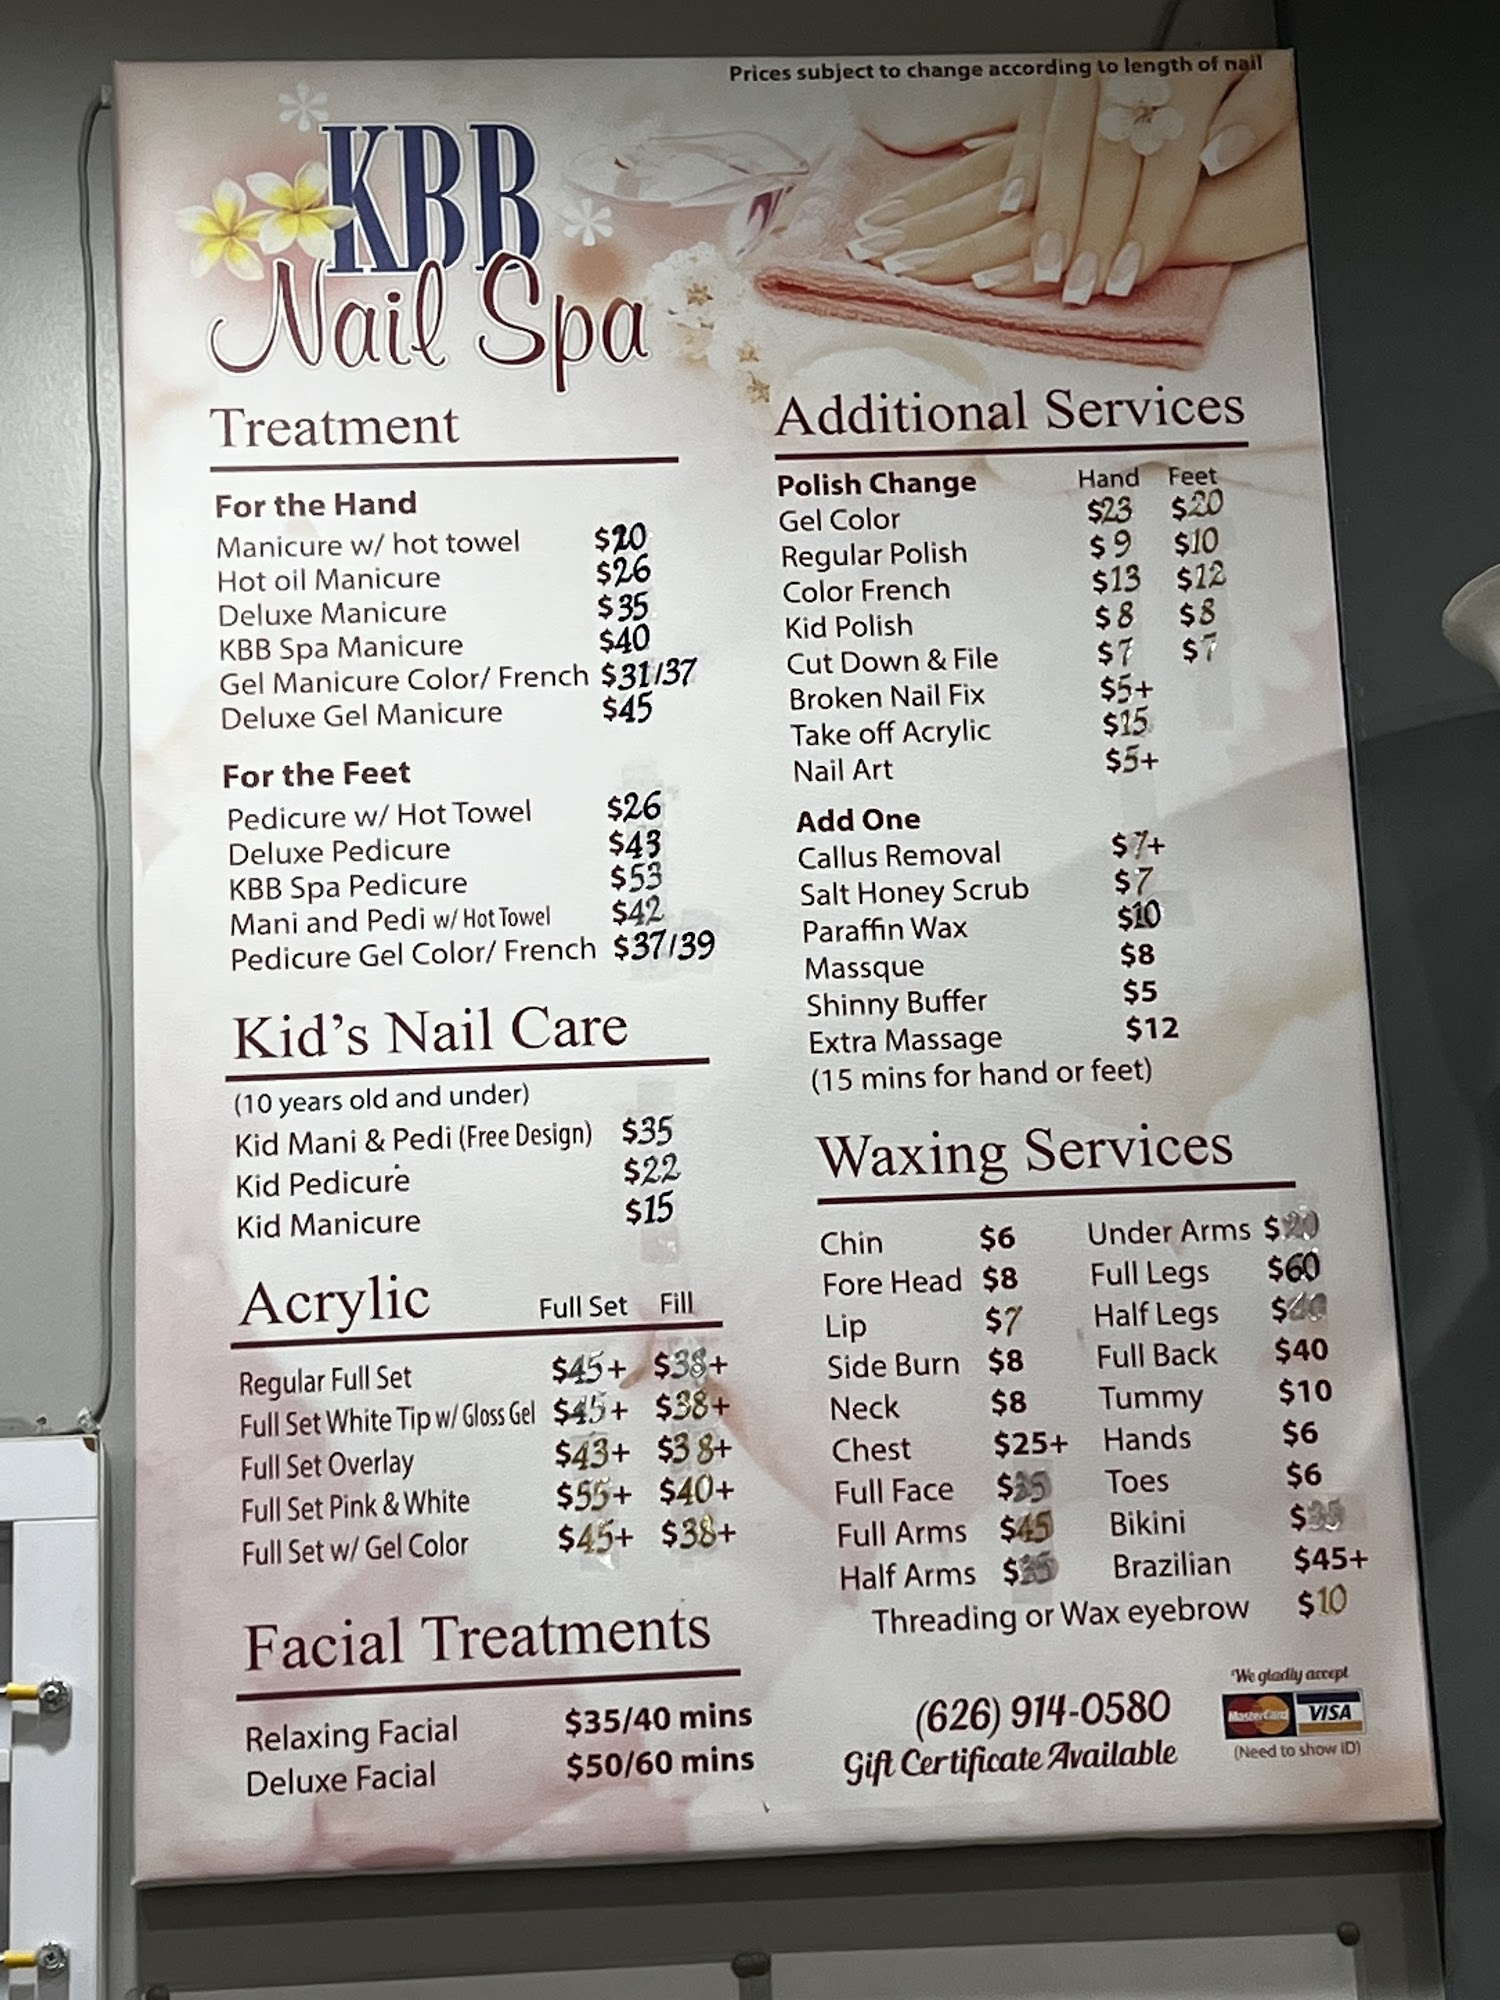 Prices subject to change according to length of nail
KBB
Nail Spa
Treatment
For the Hand
Manicure w/ hot towel $20
Hot oil Manicure $26
Deluxe Manicure $35
KBB Spa Manicure $40
Gel Manicure Color/ French $31/37
Deluxe Gel Manicure $45
For the Feet
Pedicure w/ Hot Towel $26
Deluxe Pedicure $43
KBB Spa Pedicure $53
Mani and Pedi w/ Hot Towel $42
Pedicure Gel Color/ French $37/39
Kid's Nail Care
(10 years old and under)
Kid Mani & Pedi (Free Design) $35
Kid Pedicure $22
Kid Manicure $15
Acrylic Full Set Fill
Regular Full Set $45+ $38+
Full Set White Tip w/ Gloss Gel $45+ $38+
Full Set Overlay $43+ $38+
Full Set Pink & White $55+ $40+
Full Set w/ Gel Color $45+ $38+
Facial Treatments
Relaxing Facial $35/40 mins
Deluxe Facial $50/60 mins
Additional Services
Polish Change Hand Feet
Gel Color $23 $20
Regular Polish $9 $10
Color French $13 $12
Kid Polish $8 $8
Cut Down & File $7 $7
Broken Nail Fix $5+
Take off Acrylic $15
Nail Art $5+
Add One
Callus Removal $7+
Salt Honey Scrub $7
Paraffin Wax $10
Massque $8
Shinny Buffer $5
Extra Massage $12
(15 mins for hand or feet)
Waxing Services
Chin $6 Under Arms $20
Fore Head $8 Full Legs $60
Lip $7 Half Legs
Side Burn $8 Full Back $40
Neck $8 Tummy $10
Chest $25+ Hands $6
Full Face Toes $6
Full Arms $45 Bikini
Half Arms Brazilian $45+
Threading or Wax eyebrow $10
(626) 914-0580
Gift Certificate Available
We gladly accept
MasterCard VISA
(Need to show ID)